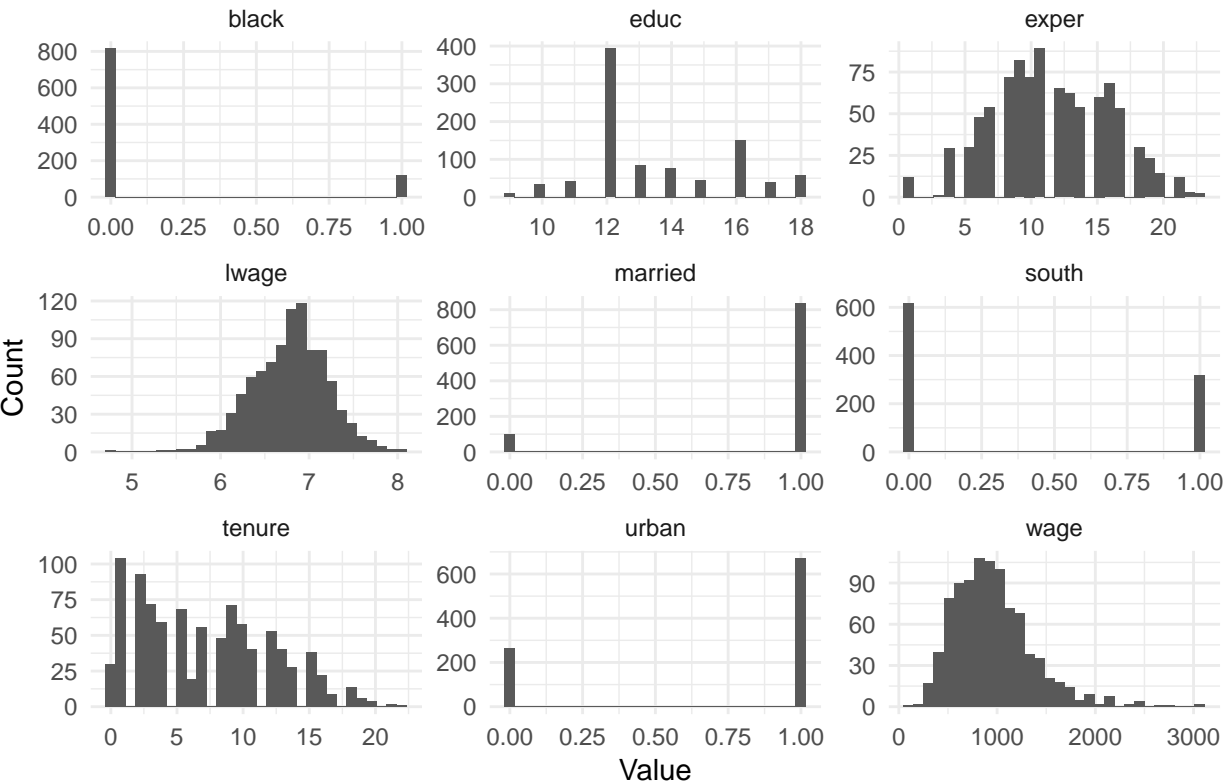 black educ exper
800
600
400
200
0
0.00 0.25 0.50 0.75 1.00
400
300
200
100
0
10 12 14 16 18
75
50
25
0
0 5 10 15 20
lwage married south
120
90
60
30
0
5 6 7 8
800
600
400
200
0
0.00 0.25 0.50 0.75 1.00
600
400
200
0
0.00 0.25 0.50 0.75 1.00
tenure urban wage
100
75
50
25
0
0 5 10 15 20
600
400
200
0
0.00 0.25 0.50 0.75 1.00
90
60
30
0
0 1000 2000 3000
Count
Value